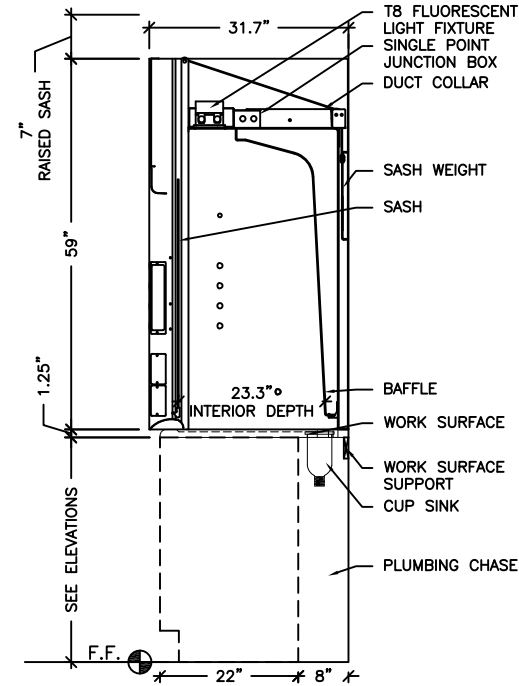 T8 FLUORESCENT
LIGHT FIXTURE
SINGLE POINT
JUNCTION BOX
DUCT COLLAR
31.7"
7"
RAISED SASH
SASH WEIGHT
SASH
59"
1.25"
23.3"
INTERIOR DEPTH
BAFFLE
WORK SURFACE
WORK SURFACE
SUPPORT
CUP SINK
SEE ELEVATIONS
PLUMBING CHASE
F.F.
22"
8"